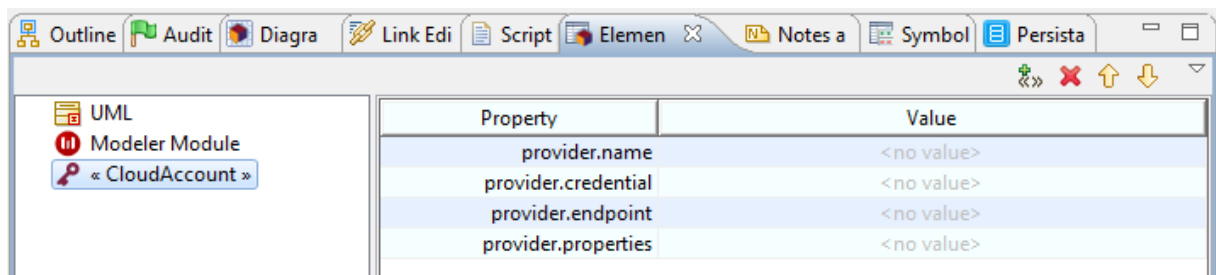 Outline Audit Diagra Link Edi Script Elemen Notes a Symbol Persista
UML
Modeler Module
« CloudAccount »
Property Value
provider.name <no value>
provider.credential <no value>
provider.endpoint <no value>
provider.properties <no value>